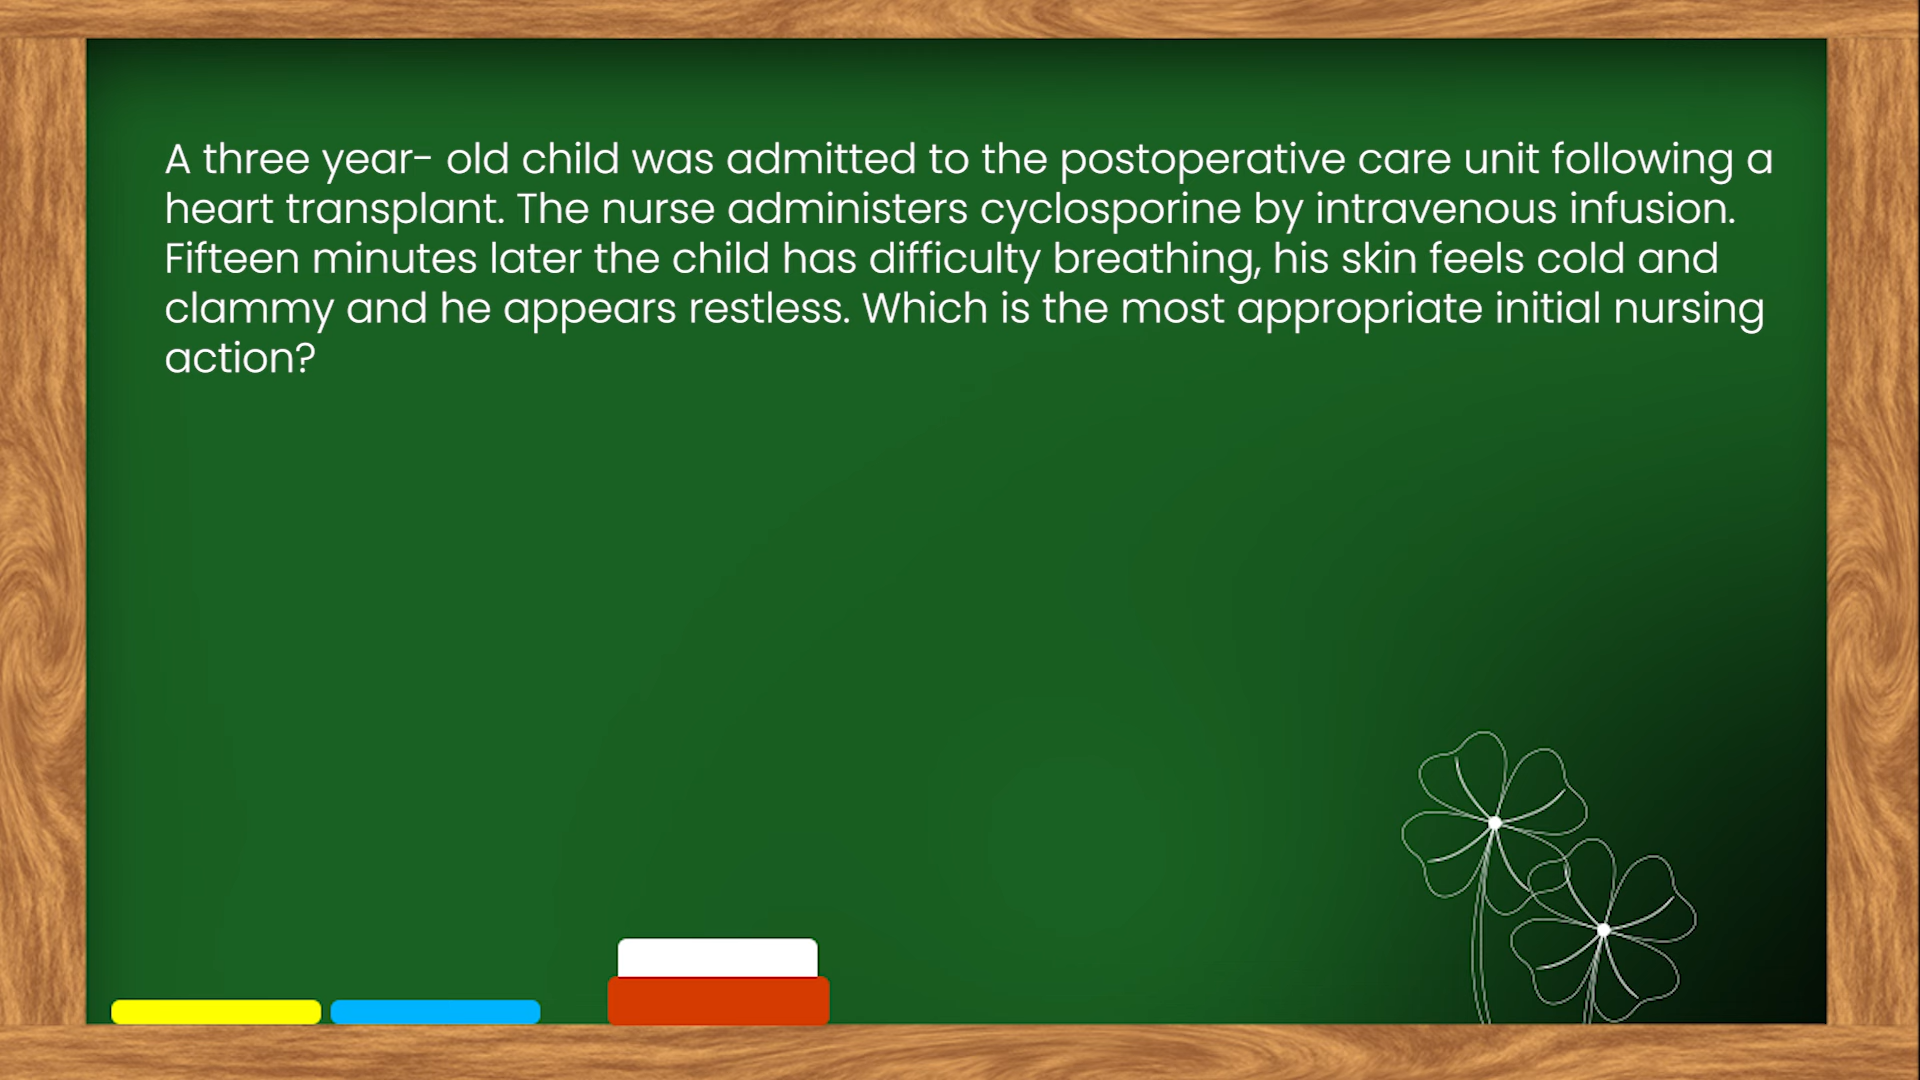 A three year- old child was admitted to the postoperative care unit following a
heart transplant. The nurse administers cyclosporine by intravenous infusion.
Fifteen minutes later the child has difficulty breathing, his skin feels cold and
clammy and he appears restless. Which is the most appropriate initial nursing
action?